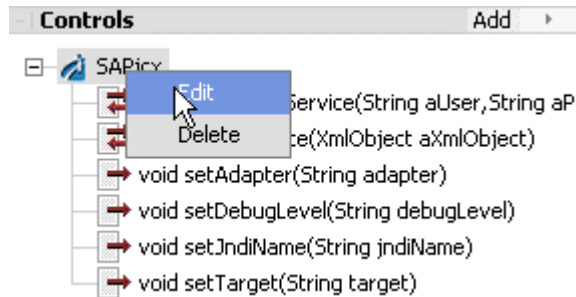 Controls Add
SAPicx
Edit
Service(String aUser,String aP
Delete
te(XmlObject aXmlObject)
void setAdapter(String adapter)
void setDebugLevel(String debugLevel)
void setJndiName(String jndiName)
void setTarget(String target)